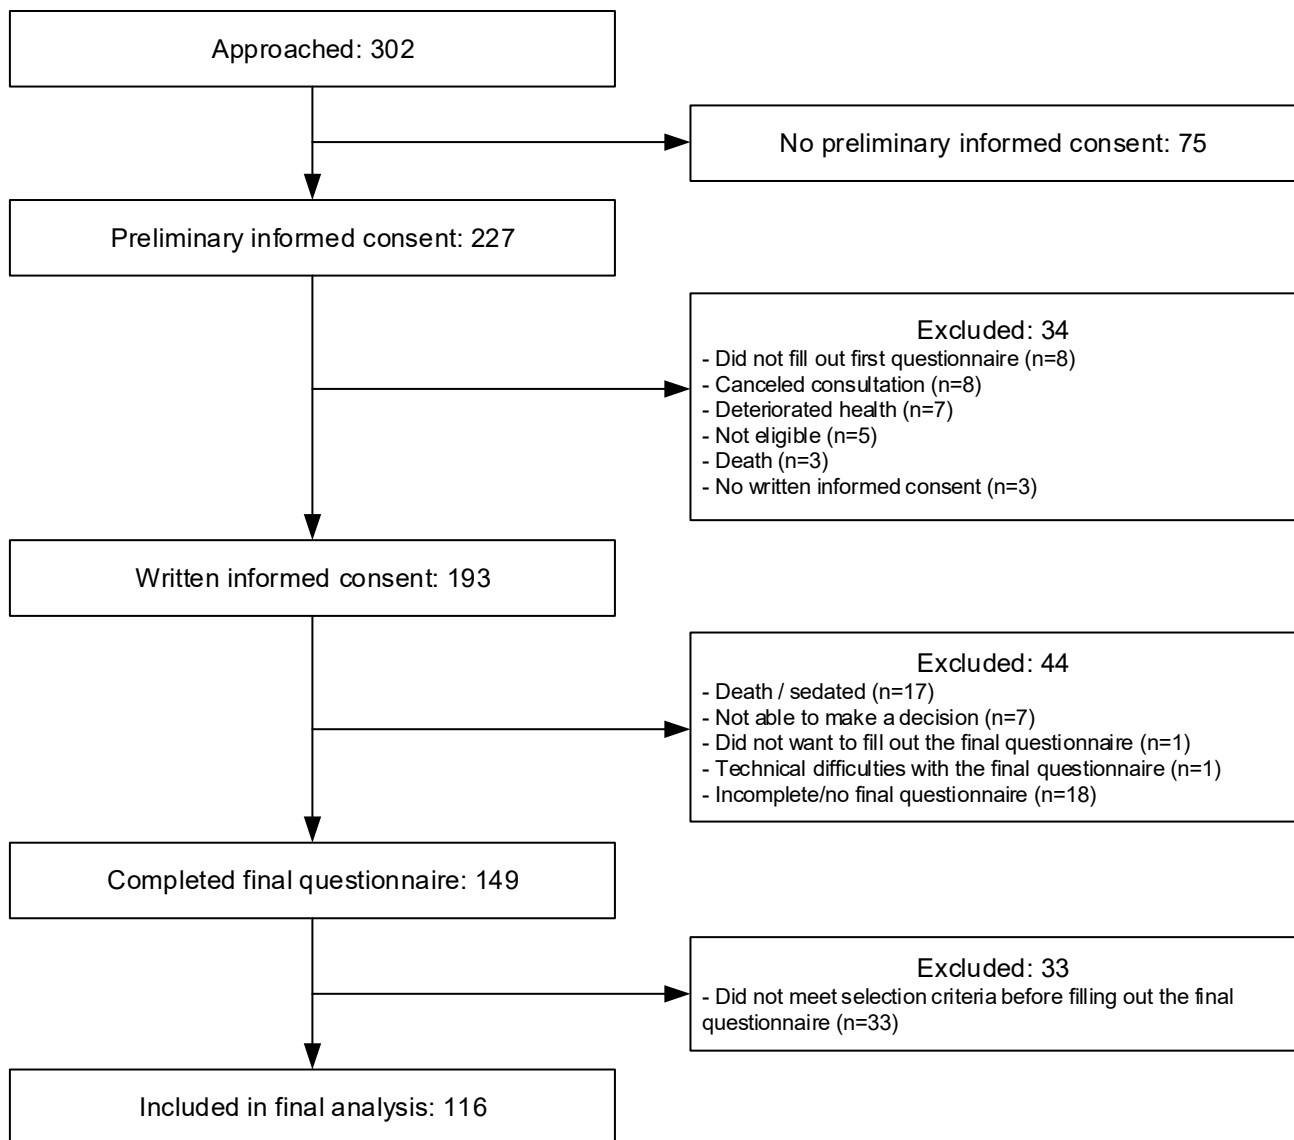 Approached: 302
No preliminary informed consent: 75
Preliminary informed consent: 227
Excluded: 34
- Did not fill out first questionnaire (n=8)
- Canceled consultation (n=8)
- Deteriorated health (n=7)
- Not eligible (n=5)
- Death (n=3)
- No written informed consent (n=3)
Written informed consent: 193
Excluded: 44
- Death / sedated (n=17)
- Not able to make a decision (n=7)
- Did not want to fill out the final questionnaire (n=1)
- Technical difficulties with the final questionnaire (n=1)
- Incomplete/no final questionnaire (n=18)
Completed final questionnaire: 149
Excluded: 33
- Did not meet selection criteria before filling out the final
questionnaire (n=33)
Included in final analysis: 116